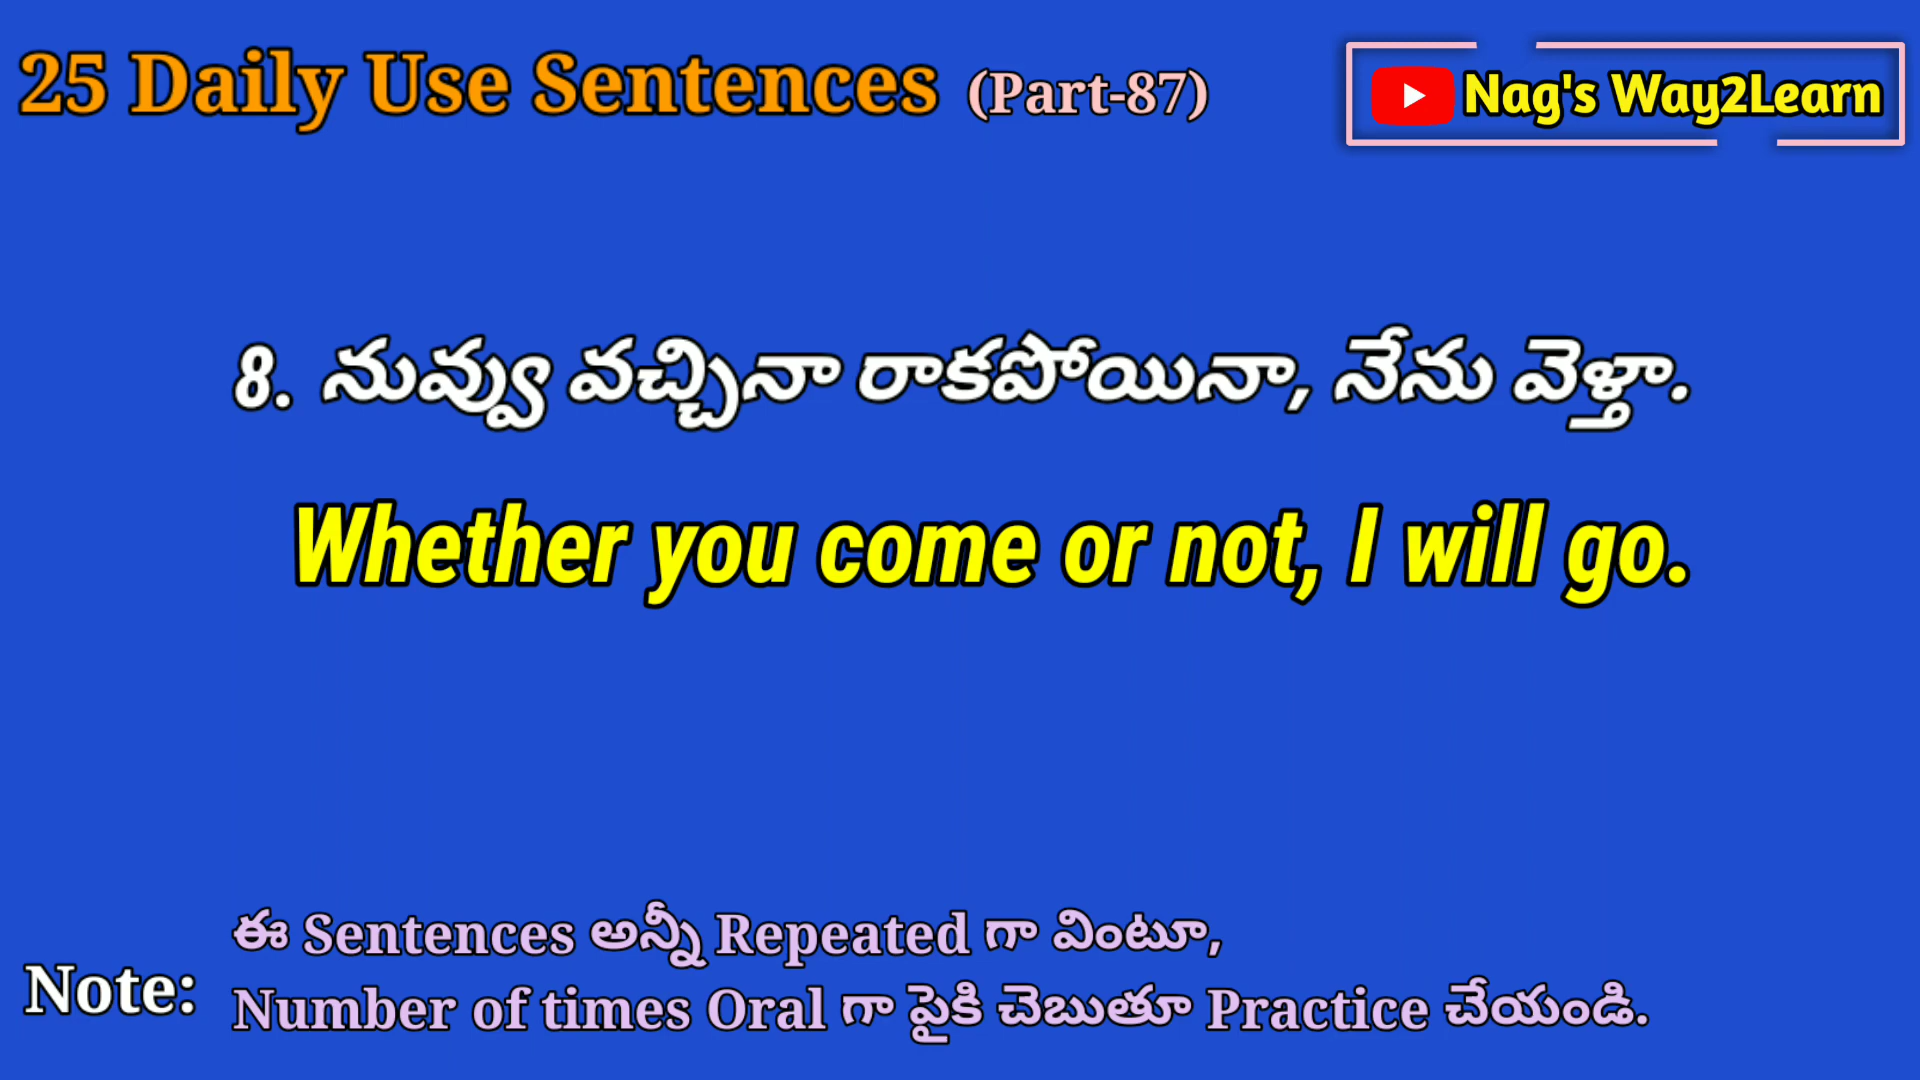 25 Daily Use Sentences (Part-87)
Nag's Way2Learn
8. నువ్వు వచ్చినా రాకపోయినా, నేను వెళ్తా.
Whether you come or not, I will go.
Note:
ఈ Sentences అన్నీ Repeated గా వింటూ,
Number of times Oral గా పైకి చెబుతూ Practice చేయండి.